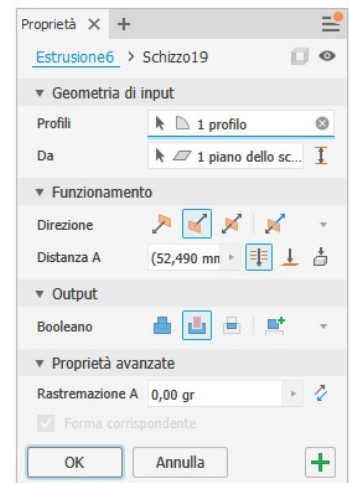 Proprietà × +
Estrusione6 > Schizzo19
Geometria di input
Profili 1 profilo
Da 1 piano dello sc...
Funzionamento
Direzione
Distanza A (52,490 mm
Output
Booleano
Proprietà avanzate
Rastremazione A 0,00 gr
Forma corrispondente
OK Annulla